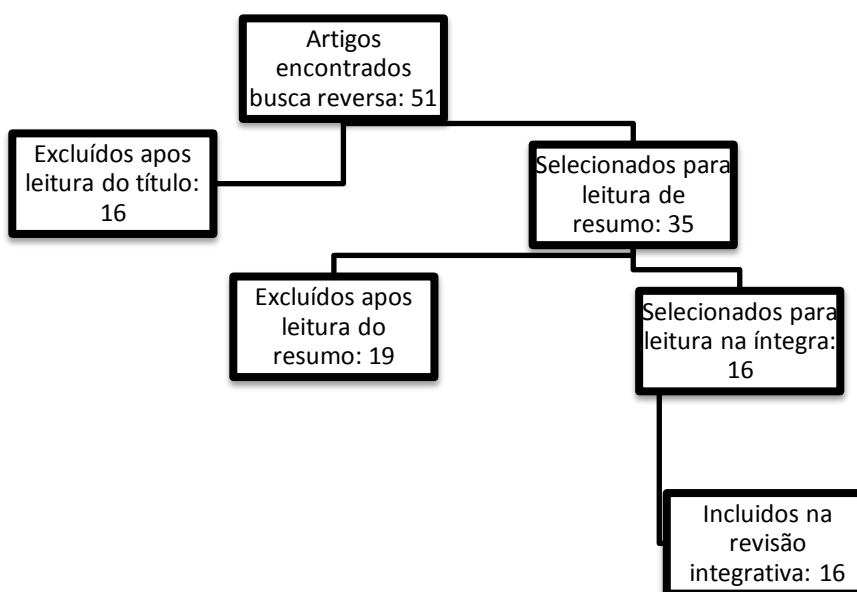 Artigos
encontrados
busca reversa: 51
Excluídos apos
leitura do título:
16
Selecionados para
leitura de
resumo: 35
Excluídos apos
leitura do
resumo: 19
Selecionados para
leitura na íntegra:
16
Incluidos na
revisão
integrativa: 16